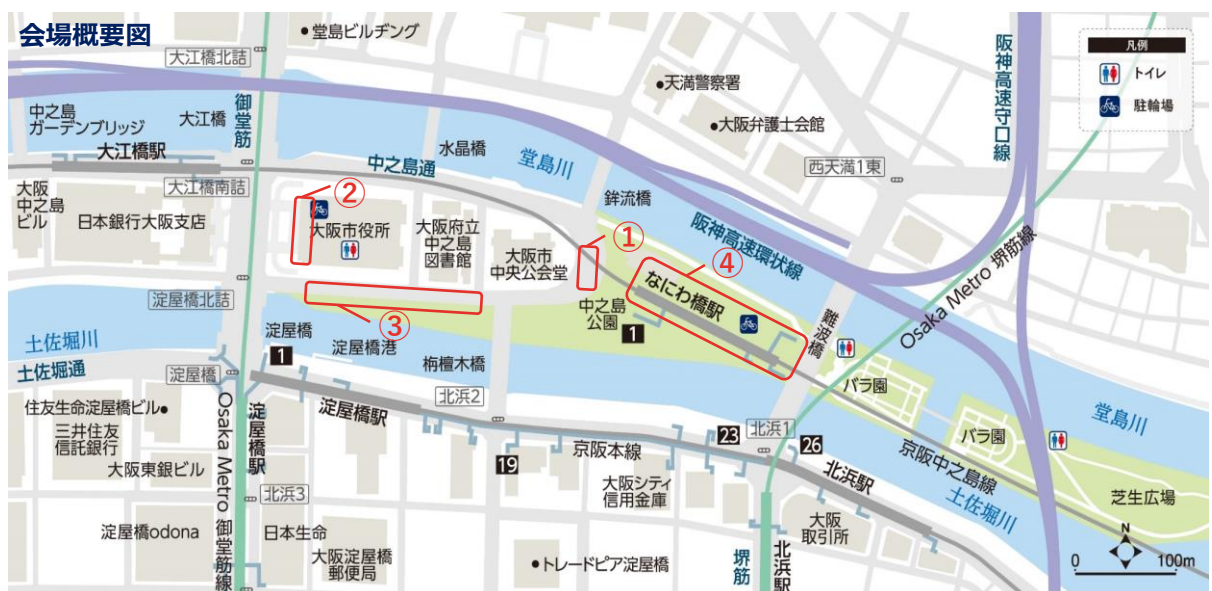 会場概要図
堂島ビルヂング
大江橋北詰
御堂筋
阪神高速守口線
凡例
トイレ
駐輪場
天満警察署
大阪弁護士会館
中之島
ガーデンブリッジ
大江橋
水晶橋
堂島川
西天満1東
大江橋駅
中之島通
大江橋南詰
②
鉾流橋
大阪
中之島
ビル
日本銀行大阪支店
大阪市役所
大阪府立
中之島
図書館
大阪市
中央公会堂
①
阪神高速環状線
Osaka Metro 堺筋線
④
なにわ橋駅
淀屋橋北詰
③
中之島
公園
1
難波橋
土佐堀川
淀屋橋
淀屋橋港
栴檀木橋
土佐堀通
淀屋橋
1
バラ園
堂島川
住友生命淀屋橋ビル
淀屋橋駅
北浜2
三井住友
信託銀行
Osaka Metro 御堂筋線
淀屋橋駅
京阪本線
23
北浜1
26
バラ園
大阪東銀ビル
19
北浜駅
京阪中之島線
土佐堀川
大阪シティ
信用金庫
北浜3
芝生広場
淀屋橋odona
日本生命
大阪
取引所
N
大阪淀屋橋
郵便局
トレードピア淀屋橋
堺筋
北浜駅
0
100m